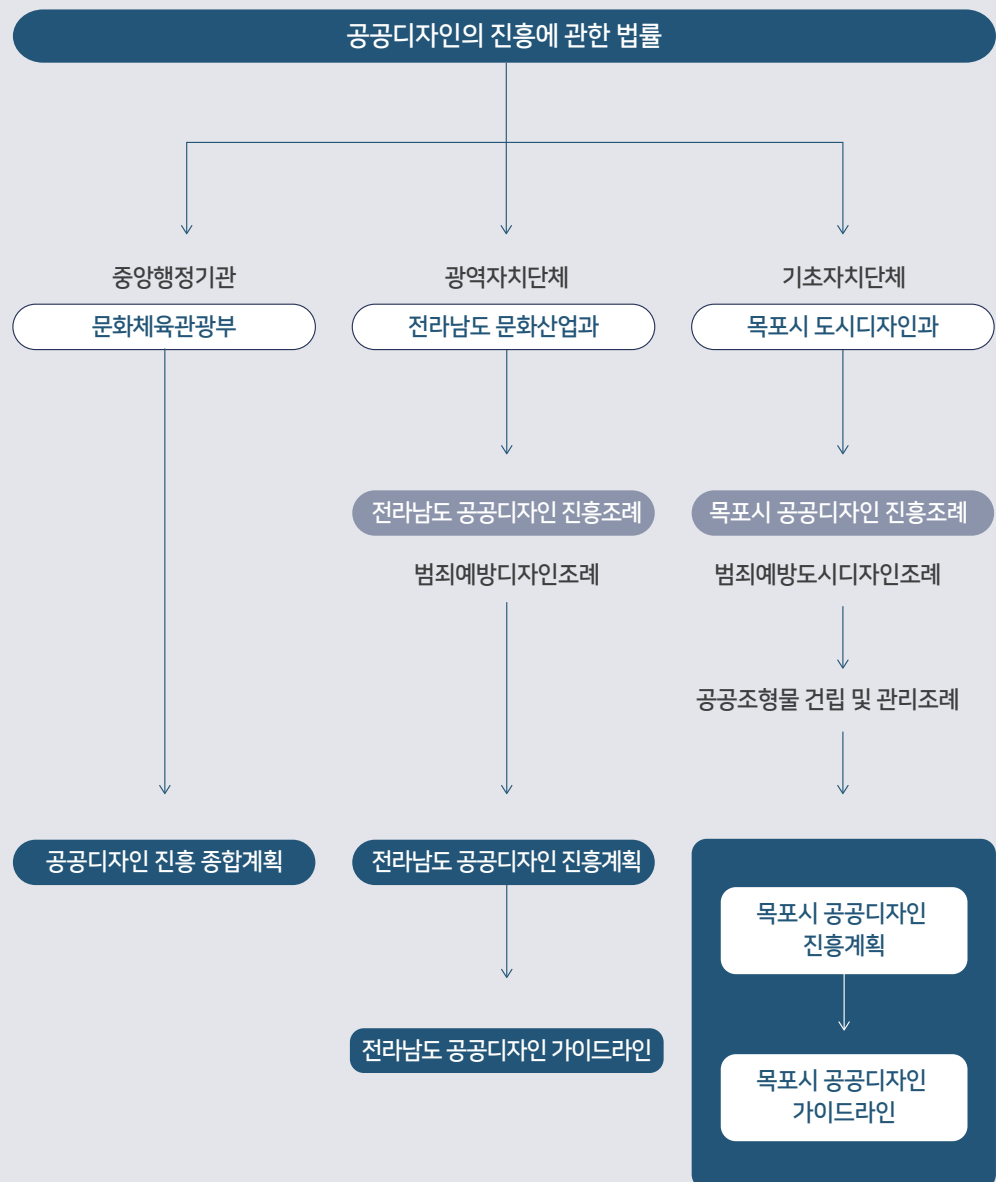 공공디자인의 진흥에 관한 법률
중앙행정기관
광역자치단체
기초자치단체
문화체육관광부
전라남도 문화산업과
목포시 도시디자인과
전라남도 공공디자인 진흥조례
목포시 공공디자인 진흥조례
범죄예방디자인조례
범죄예방도시디자인조례
공공조형물 건립 및 관리조례
공공디자인 진흥 종합계획
전라남도 공공디자인 진흥계획
목포시 공공디자인
진흥계획
전라남도 공공디자인 가이드라인
목포시 공공디자인
가이드라인